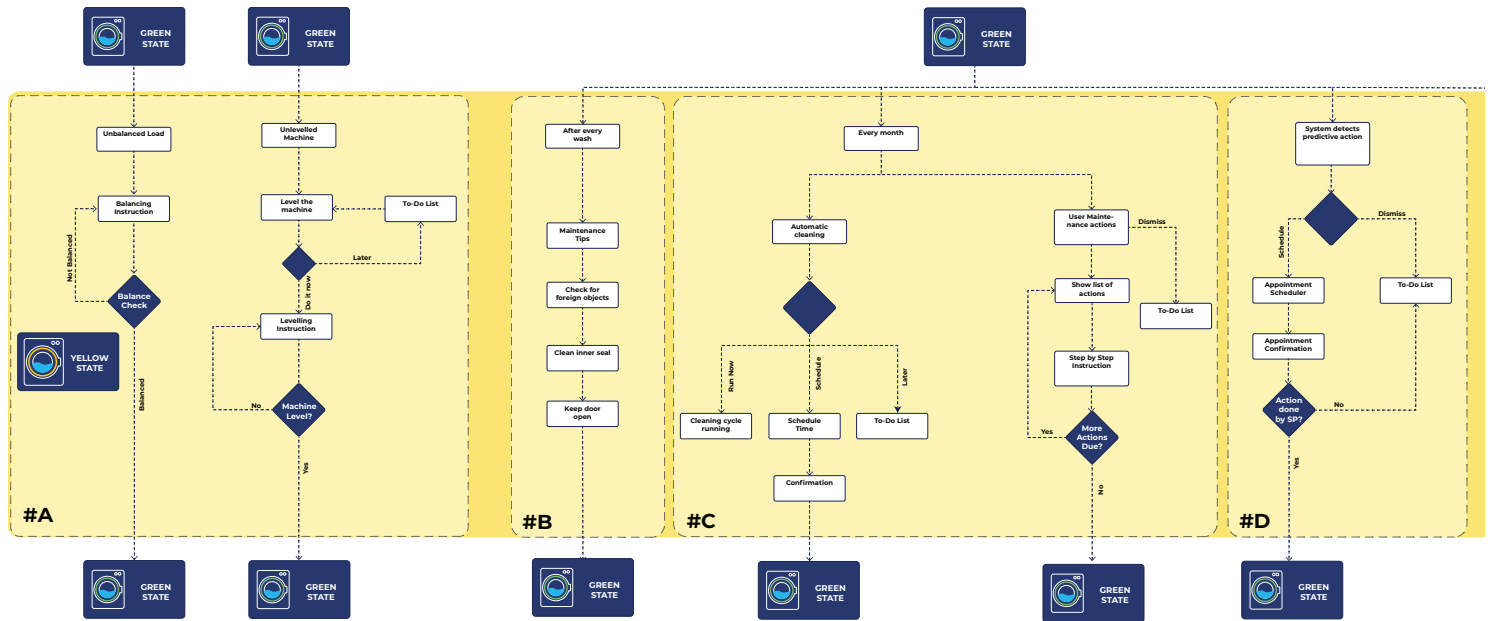 GREEN
STATE
GREEN
STATE
GREEN
STATE
Unbalanced Load
Balancing
Instruction
Not Balanced
Balance
Check
YELLOW
STATE
Balanced
Unlevelled
Machine
Level the
machine
To-Do List
Later
Do it now
Levelling
Instruction
No
Machine
Level?
Yes
#A
After every
wash
Maintenance
Tips
Check for
foreign objects
Clean inner seal
Keep door
open
#B
Every month
Automatic
cleaning
Run Now
Schedule
Later
Cleaning cycle
running
Schedule
Time
To-Do List
Confirmation
User Mainte-
nance actions
Dismiss
Show list of
actions
To-Do List
Step by Step
Instruction
Yes
More
Actions
Due?
No
#C
System detects
predictive action
Schedule
Dismiss
Appointment
Scheduler
To-Do List
Appointment
Confirmation
Action
done
by SP?
No
Yes
#D
GREEN
STATE
GREEN
STATE
GREEN
STATE
GREEN
STATE
GREEN
STATE
GREEN
STATE